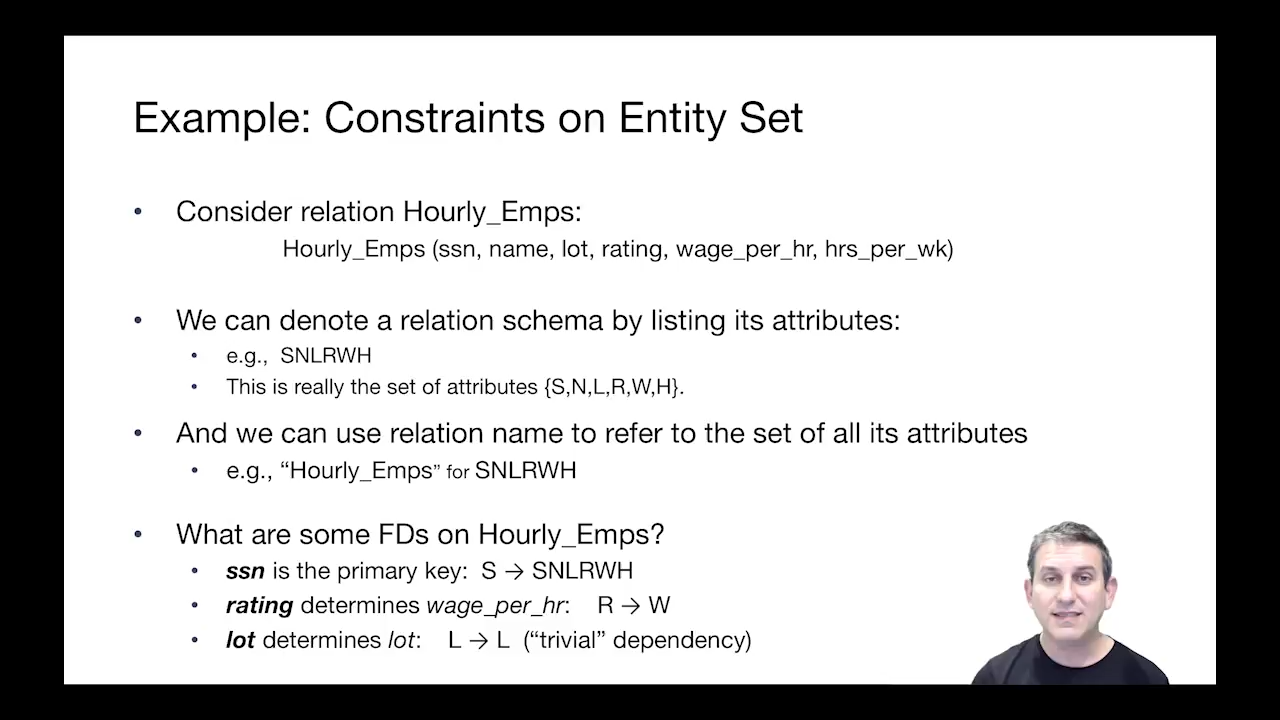 Example: Constraints on Entity Set
• Consider relation Hourly_Emps:
Hourly_Emps (ssn, name, lot, rating, wage_per_hr, hrs_per_wk)
• We can denote a relation schema by listing its attributes:
• e.g., SNLRWH
• This is really the set of attributes {S,N,L,R,W,H}.
• And we can use relation name to refer to the set of all its attributes
• e.g., “Hourly_Emps” for SNLRWH
• What are some FDs on Hourly_Emps?
• ssn is the primary key: S → SNLRWH
• rating determines wage_per_hr: R → W
• lot determines lot: L → L (“trivial” dependency)